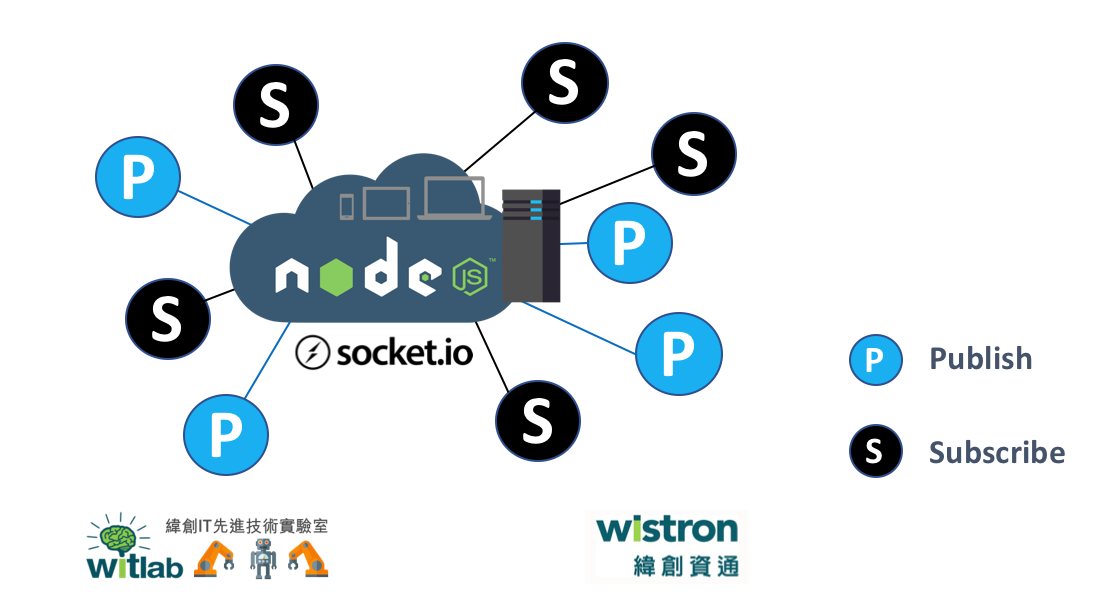 S
S
S
P
P
node
JS™
S
socket.io
P
P
S
P Publish
S Subscribe
緯創IT先進技術實驗室
witlab
wistron
緯創資通